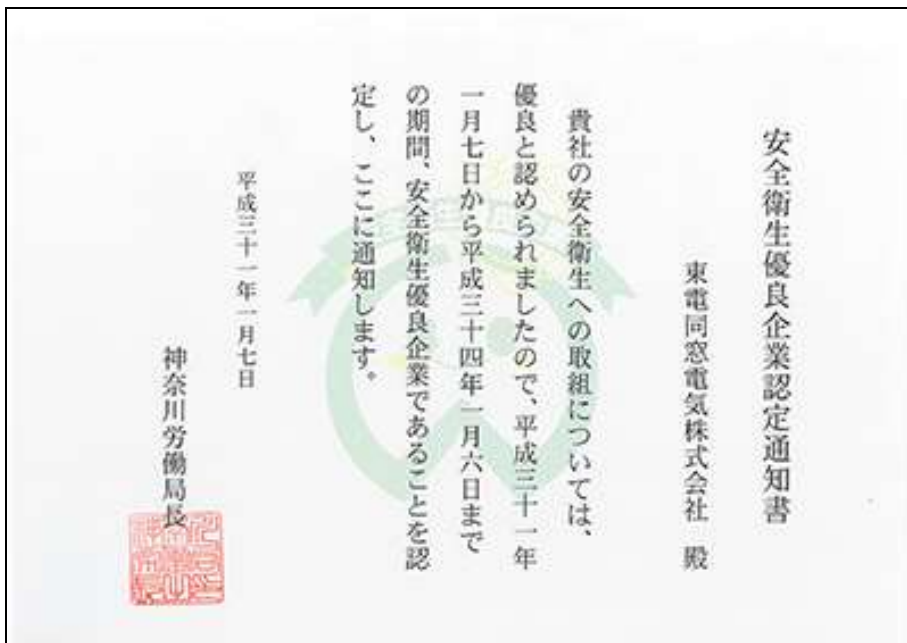 安全衛生優良企業認定通知書
東電同窓電気株式会社 殿
貴社の安全衛生への取組については、
優良と認められましたので、平成三十一年
一月七日から平成三十四年一月六日まで
の期間、安全衛生優良企業であることを認
定し、ここに通知します。
平成三十一年一月七日
神奈川労働局長